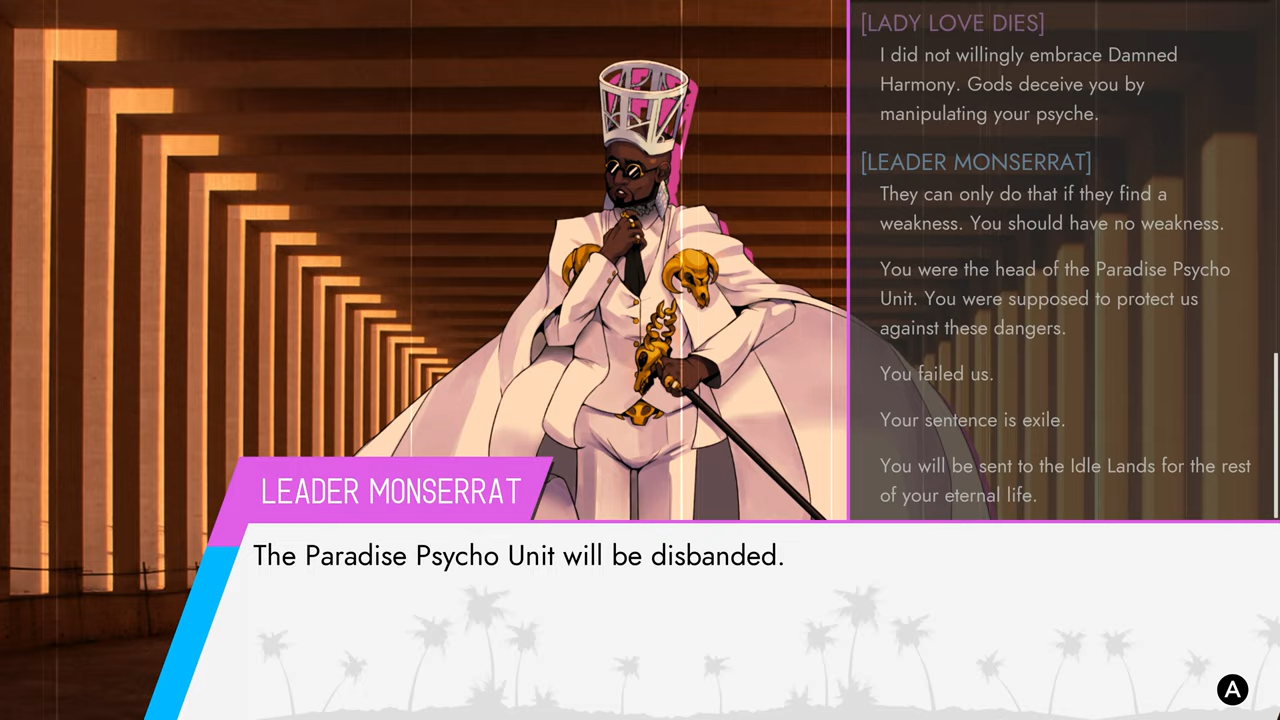 [LADY LOVE DIES]
I did not willingly embrace Damned
Harmony. Gods deceive you by
manipulating your psyche.
[LEADER MONSERRAT]
They can only do that if they find a
weakness. You should have no weakness.
You were the head of the Paradise Psycho
Unit. You were supposed to protect us
against these dangers.
You failed us.
Your sentence is exile.
You will be sent to the Idle Lands for the rest
of your eternal life.
LEADER MONSERRAT
The Paradise Psycho Unit will be disbanded.
A